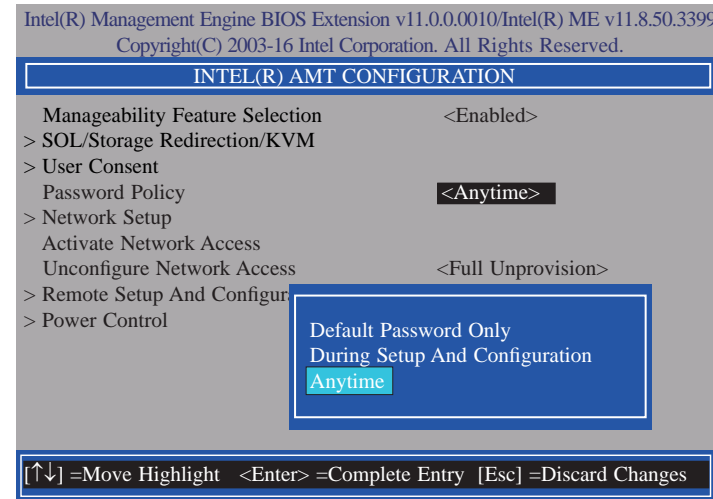 Intel(R) Management Engine BIOS Extension v11.0.0.0010/Intel(R) ME v11.8.50.3399
Copyright(C) 2003-16 Intel Corporation. All Rights Reserved.
INTEL(R) AMT CONFIGURATION
Manageability Feature Selection <Enabled>
> SOL/Storage Redirection/KVM
> User Consent
Password Policy <Anytime>
> Network Setup
Activate Network Access
Unconfigure Network Access <Full Unprovision>
> Remote Setup And Configur
> Power Control
Default Password Only
During Setup And Configuration
Anytime
[↑↓] =Move Highlight <Enter> =Complete Entry [Esc] =Discard Changes